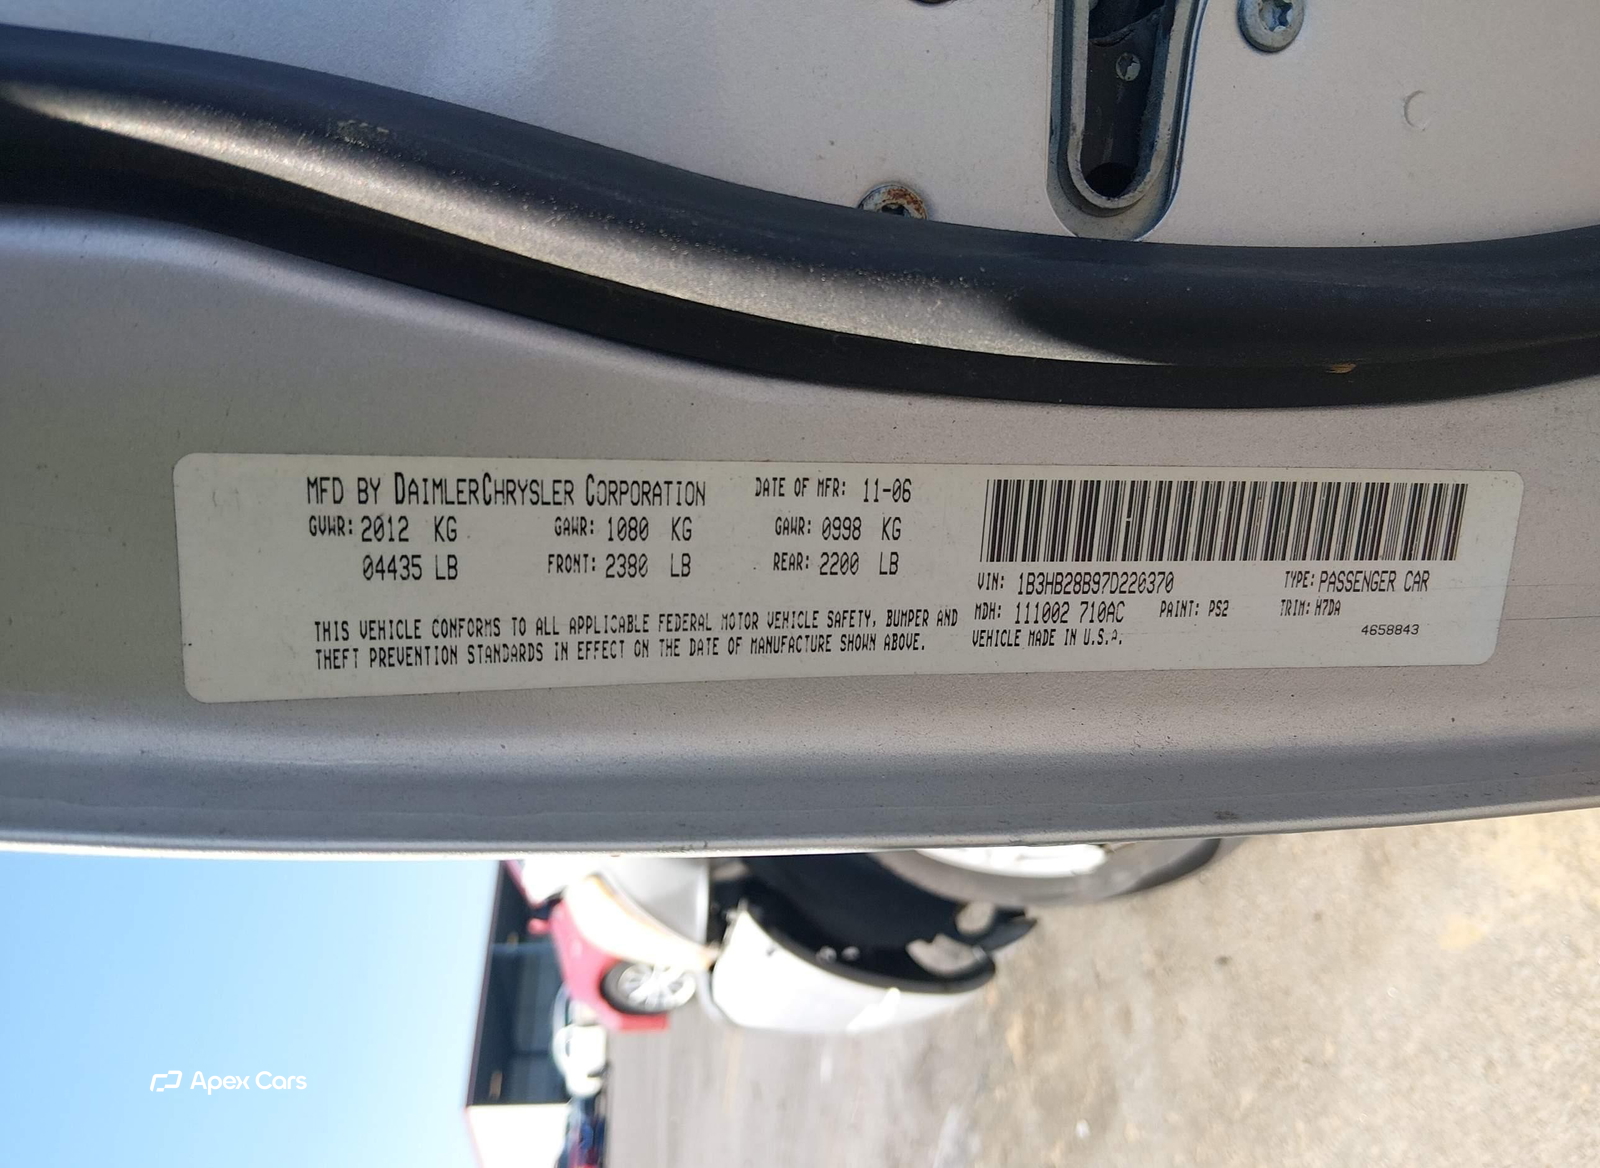 MFD BY DAIMLERCHRYSLER CORPORATION DATE OF MFR: 11-06
GVWR: 2012 KG GAWR: 1080 KG GAWR: 0998 KG
04435 LB FRONT: 2380 LB REAR: 2200 LB
THIS VEHICLE CONFORMS TO ALL APPLICABLE FEDERAL MOTOR VEHICLE SAFETY, BUMPER AND
THEFT PREVENTION STANDARDS IN EFFECT ON THE DATE OF MANUFACTURE SHOWN ABOVE.
VIN: 1B3HB28B97D220370 TYPE: PASSENGER CAR
MDH: 111002 710AC PAINT: PS2 TRIM: H7DA
VEHICLE MADE IN U.S.A.
4658843
Apex Cars